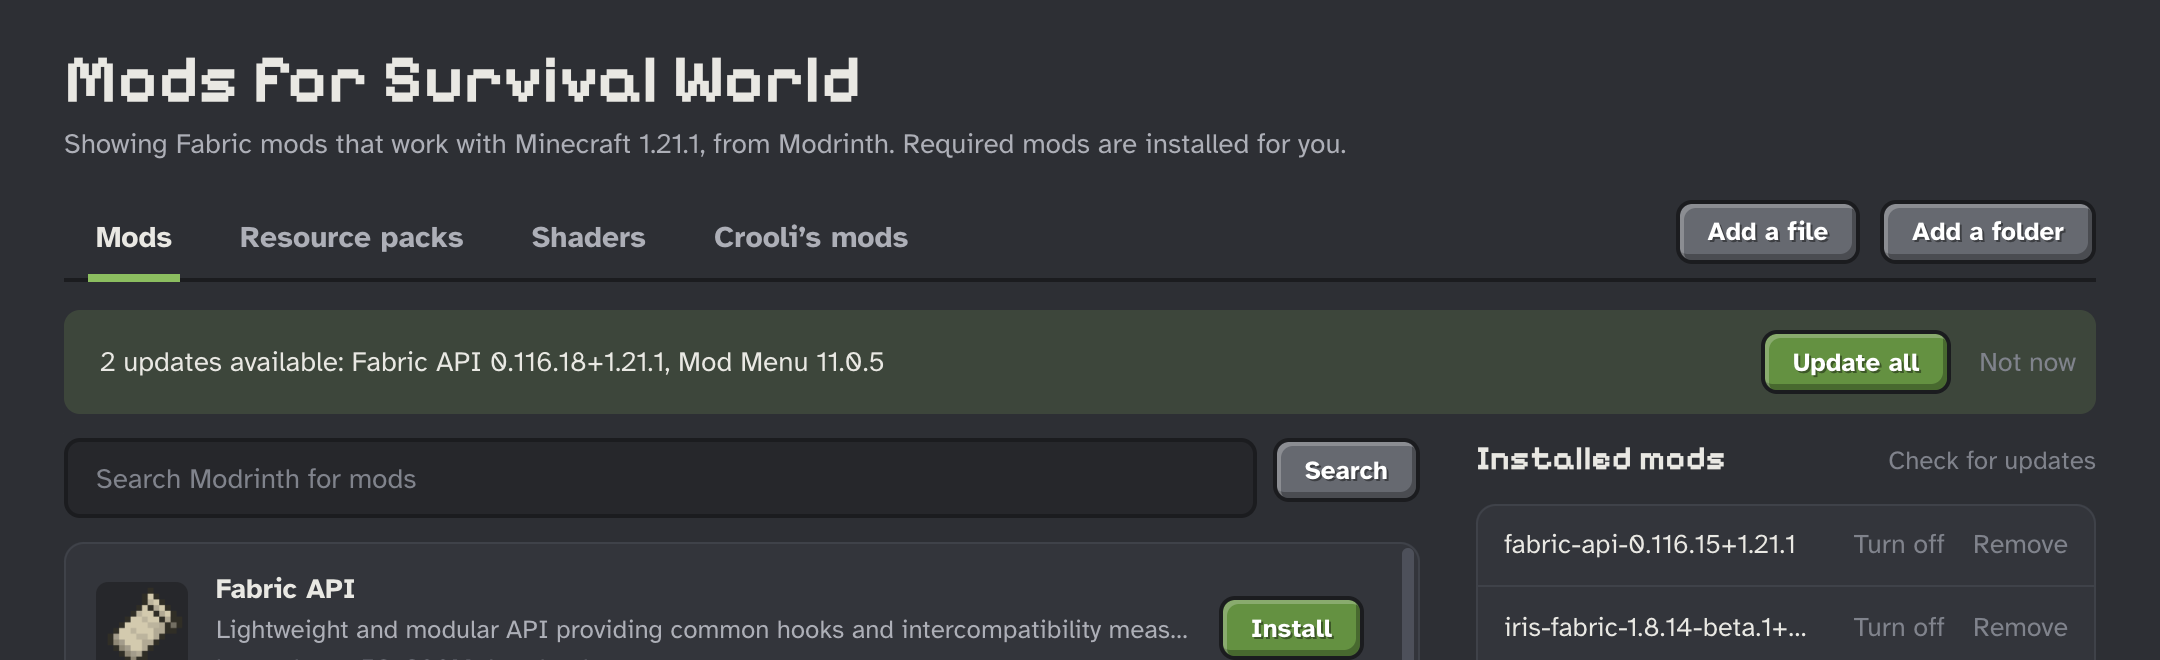 Mods for Survival World
Showing Fabric mods that work with Minecraft 1.21.1, from Modrinth. Required mods are installed for you.
Mods Resource packs Shaders Crooli’s mods Add a file Add a folder
2 updates available: Fabric API 0.116.18+1.21.1, Mod Menu 11.0.5 Update all Not now
Search Modrinth for mods Search
Installed mods Check for updates
fabric-api-0.116.15+1.21.1 Turn off Remove
Fabric API
Lightweight and modular API providing common hooks and intercompatibility meas... Install
iris-fabric-1.8.14-beta.1+... Turn off Remove